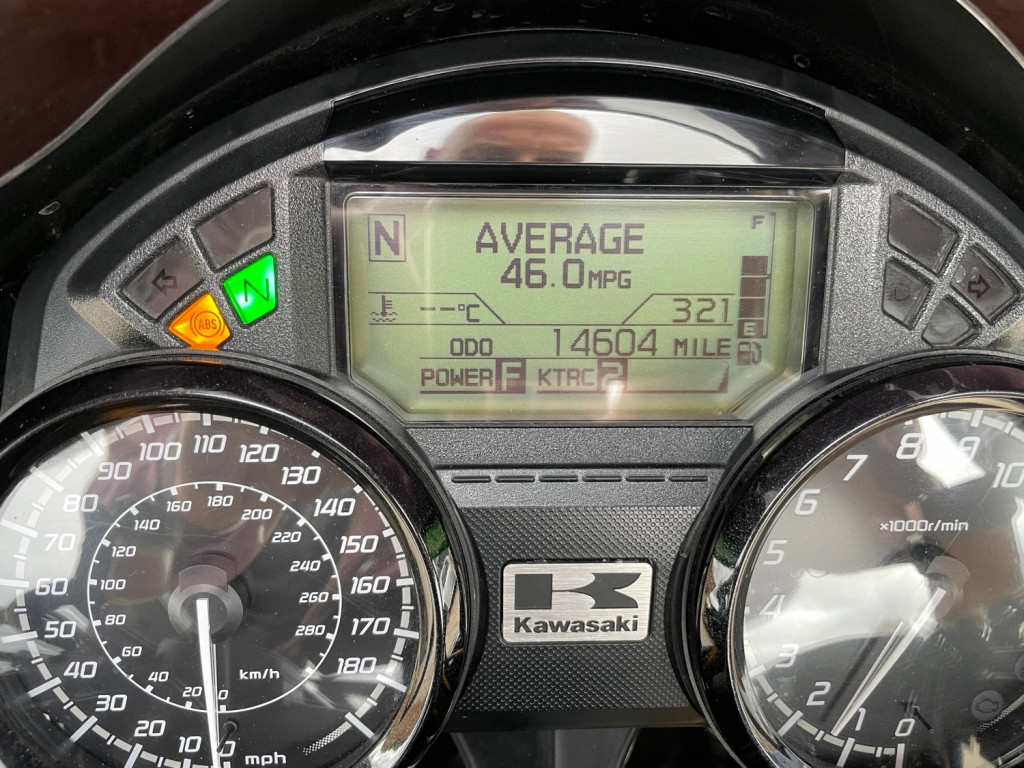 N
AVERAGE
46.0MPG
F
--°C
321
E
ODO 14604 MILE
POWER F KTRC 2
N
ABS
0 10 20 30 40 50 60 70 80 90 100 110 120 130 140 150 160 170 180
mph
0 20 40 60 80 100 120 140 160 180 200 220 240 260 280
km/h
Kawasaki
×1000r/min
0 1 2 3 4 5 6 7 8 9 10